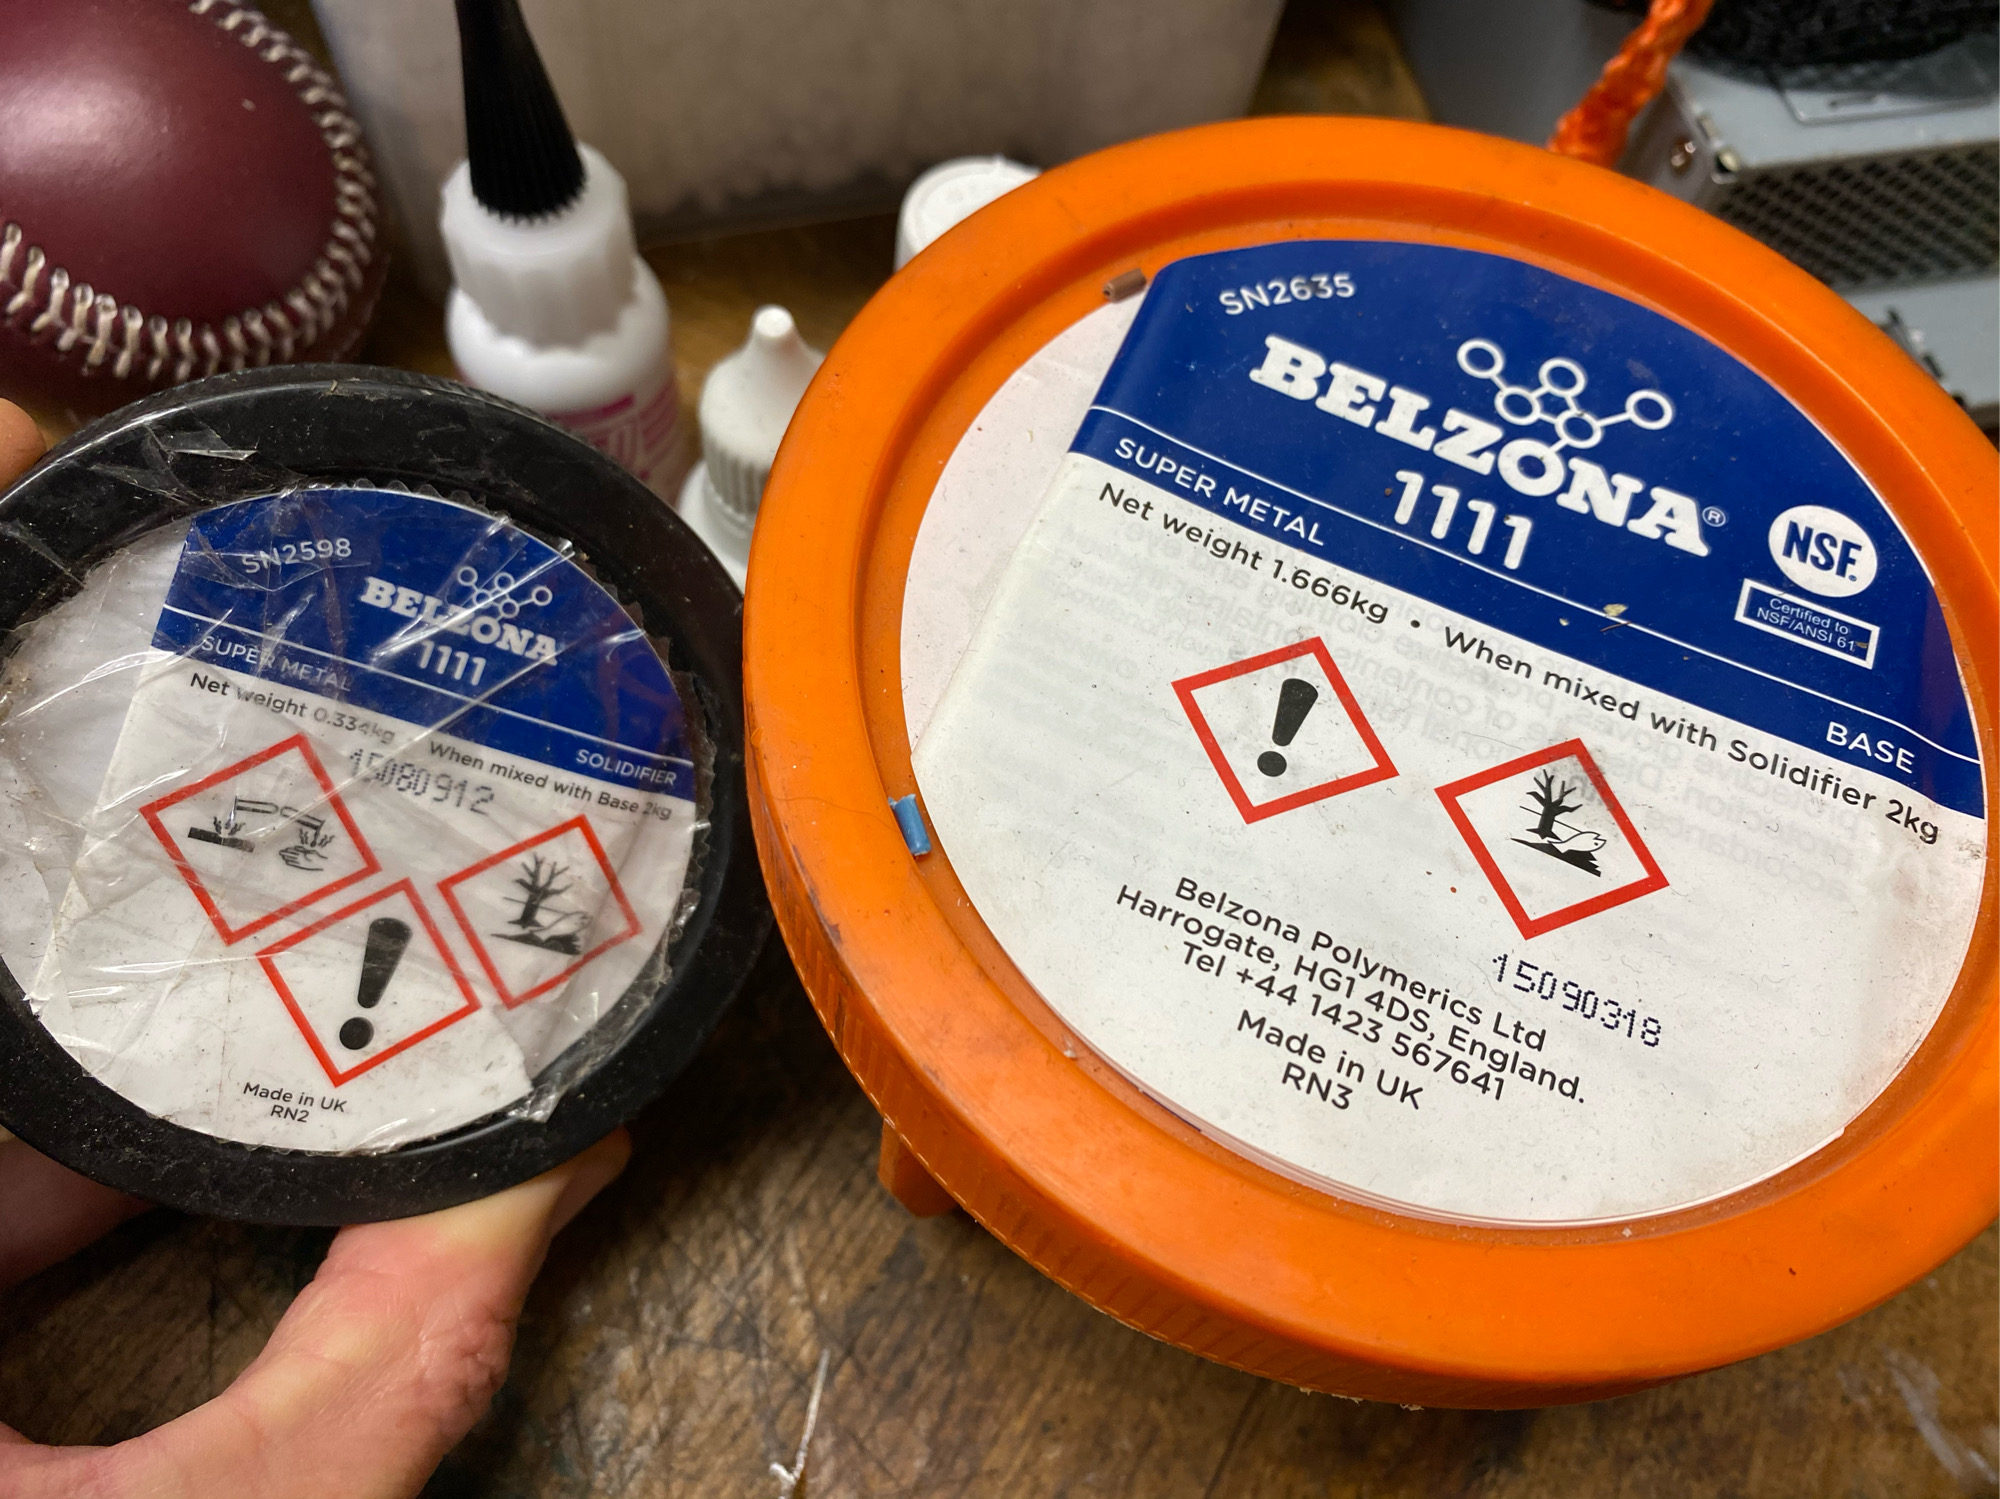 SN2598
BELZONA
1111
SUPER METAL
SOLIDIFIER
Net weight 0.334kg When mixed with Base 2kg
15080912
Made in UK
RN2
SN2635
BELZONA®
1111
NSF.
Certified to
NSF/ANSI 61
SUPER METAL
BASE
Net weight 1.666kg • When mixed with Solidifier 2kg
Belzona Polymerics Ltd
Harrogate, HG1 4DS, England.
Tel +44 1423 567641
15090318
Made in UK
RN3